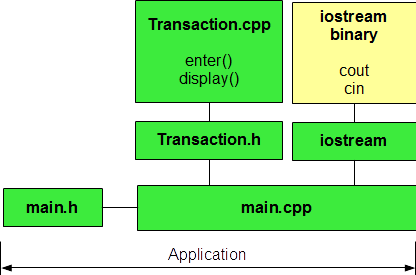 Transaction.cpp
enter()
display()
iostream
binary
cout
cin
Transaction.h
iostream
main.h
main.cpp
Application